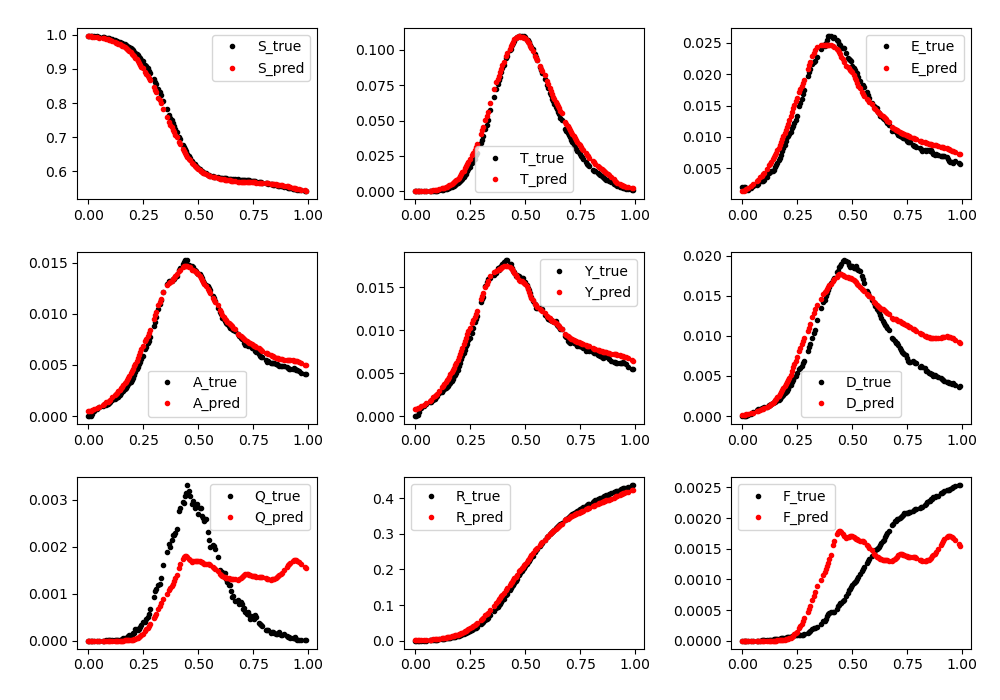 1.0
0.9
0.8
0.7
0.6
0.00 0.25 0.50 0.75 1.00
S_true
S_pred
0.100
0.075
0.050
0.025
0.000
0.00 0.25 0.50 0.75 1.00
T_true
T_pred
0.025
0.020
0.015
0.010
0.005
0.00 0.25 0.50 0.75 1.00
E_true
E_pred
0.015
0.010
0.005
0.000
0.00 0.25 0.50 0.75 1.00
A_true
A_pred
0.015
0.010
0.005
0.000
0.00 0.25 0.50 0.75 1.00
Y_true
Y_pred
0.020
0.015
0.010
0.005
0.000
0.00 0.25 0.50 0.75 1.00
D_true
D_pred
0.003
0.002
0.001
0.000
0.00 0.25 0.50 0.75 1.00
Q_true
Q_pred
0.4
0.3
0.2
0.1
0.0
0.00 0.25 0.50 0.75 1.00
R_true
R_pred
0.0025
0.0020
0.0015
0.0010
0.0005
0.0000
0.00 0.25 0.50 0.75 1.00
F_true
F_pred